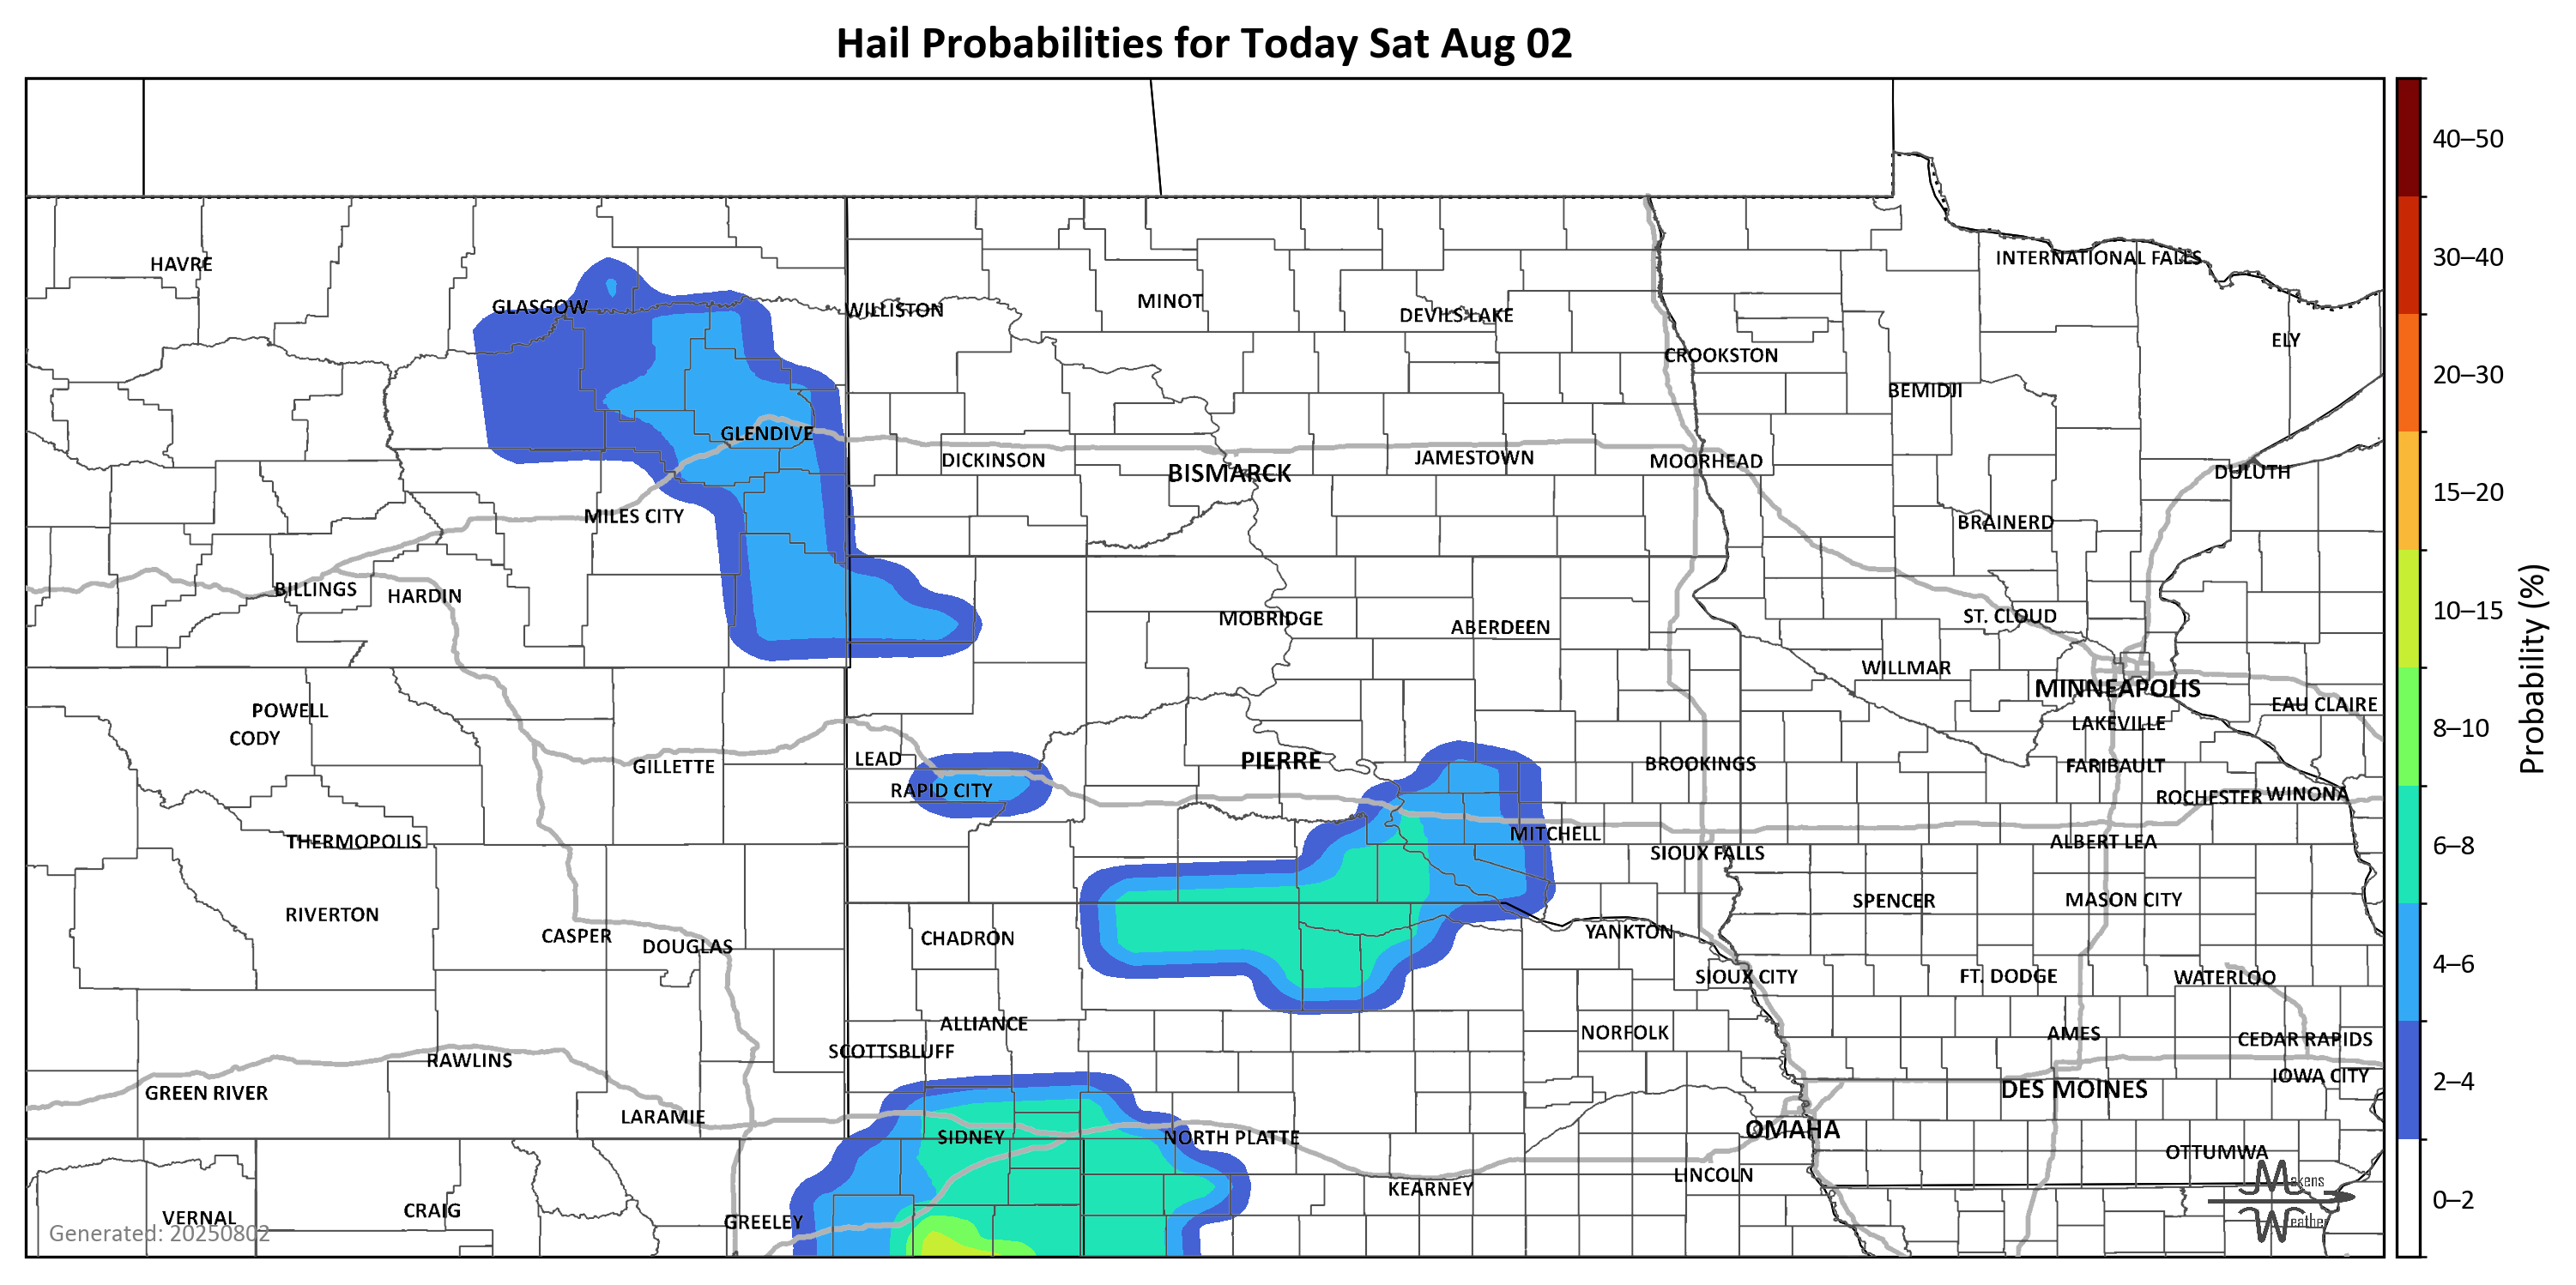 Hail Probabilities for Today Sat Aug 02
HAVRE
INTERNATIONAL FALLS
GLASGOW
WILLISTON
MINOT
DEVILS LAKE
ELY
CROOKSTON
BEMIDJI
GLENDIVE
DICKINSON
BISMARCK
JAMESTOWN
MOORHEAD
DULUTH
MILES CITY
BRAINERD
BILLINGS
HARDIN
MOBRIDGE
ABERDEEN
ST. CLOUD
WILLMAR
MINNEAPOLIS
POWELL
EAU CLAIRE
CODY
LAKEVILLE
GILLETTE
LEAD
PIERRE
BROOKINGS
FARIBAULT
RAPID CITY
ROCHESTER
WINONA
THERMOPOLIS
MITCHELL
ALBERT LEA
SIOUX FALLS
RIVERTON
SPENCER
MASON CITY
CASPER
DOUGLAS
CHADRON
YANKTON
SIOUX CITY
FT. DODGE
WATERLOO
ALLIANCE
NORFOLK
AMES
CEDAR RAPIDS
SCOTTSBLUFF
RAWLINS
GREEN RIVER
DES MOINES
IOWA CITY
LARAMIE
SIDNEY
NORTH PLATTE
OMAHA
OTTUMWA
LINCOLN
KEARNEY
VERNAL
CRAIG
GREELEY
Generated: 20250802
Makens
Weather
40–50
30–40
20–30
15–20
10–15
8–10
6–8
4–6
2–4
0–2
Probability (%)